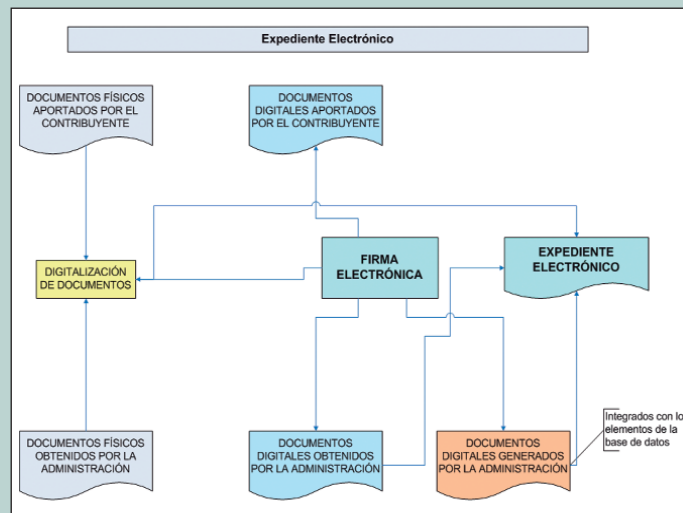 Expediente Electrónico
DOCUMENTOS FÍSICOS
APORTADOS POR EL
CONTRIBUYENTE
DOCUMENTOS
DIGITALES APORTADOS
POR EL CONTRIBUYENTE
DIGITALIZACIÓN
DE DOCUMENTOS
FIRMA
ELECTRÓNICA
EXPEDIENTE
ELECTRÓNICO
DOCUMENTOS FÍSICOS
OBTENIDOS POR LA
ADMINISTRACIÓN
DOCUMENTOS
DIGITALES OBTENIDOS
POR LA ADMINISTRACIÓN
DOCUMENTOS
DIGITALES GENERADOS
POR LA ADMINISTRACIÓN
Integrados con lo
elementos de la
base de datos